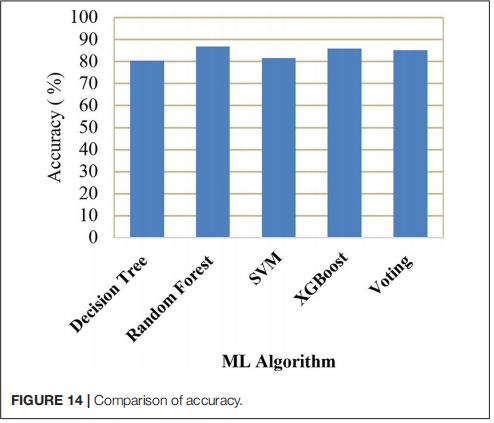 100
90
80
70
60
50
40
30
20
10
0
Accuracy ( %)
Decision Tree
Random Forest
SVM
XGBoost
Voting
ML Algorithm
FIGURE 14 | Comparison of accuracy.